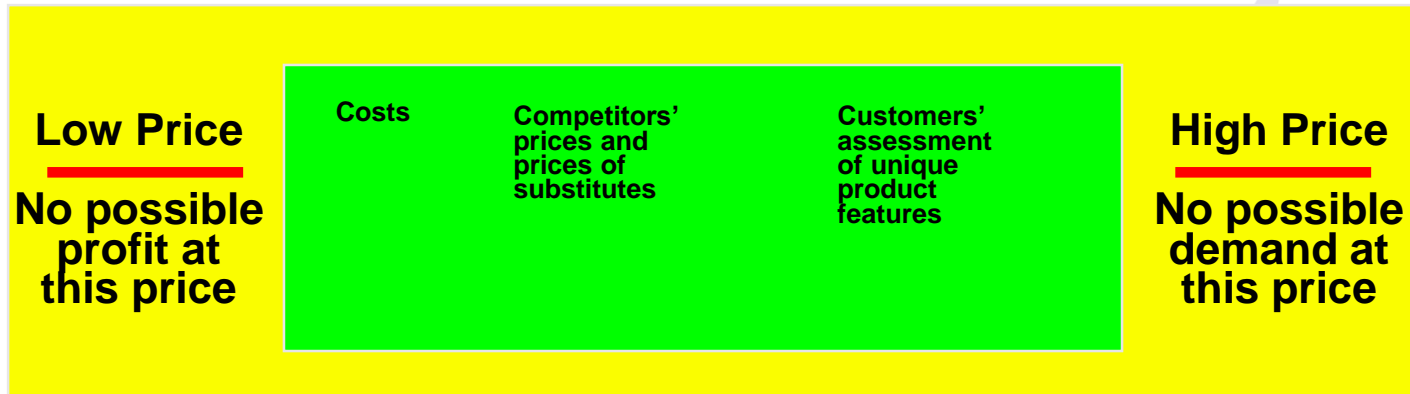 Low Price
No possible
profit at
this price
Costs
Competitors’
prices and
prices of
substitutes
Customers’
assessment
of unique
product
features
High Price
No possible
demand at
this price